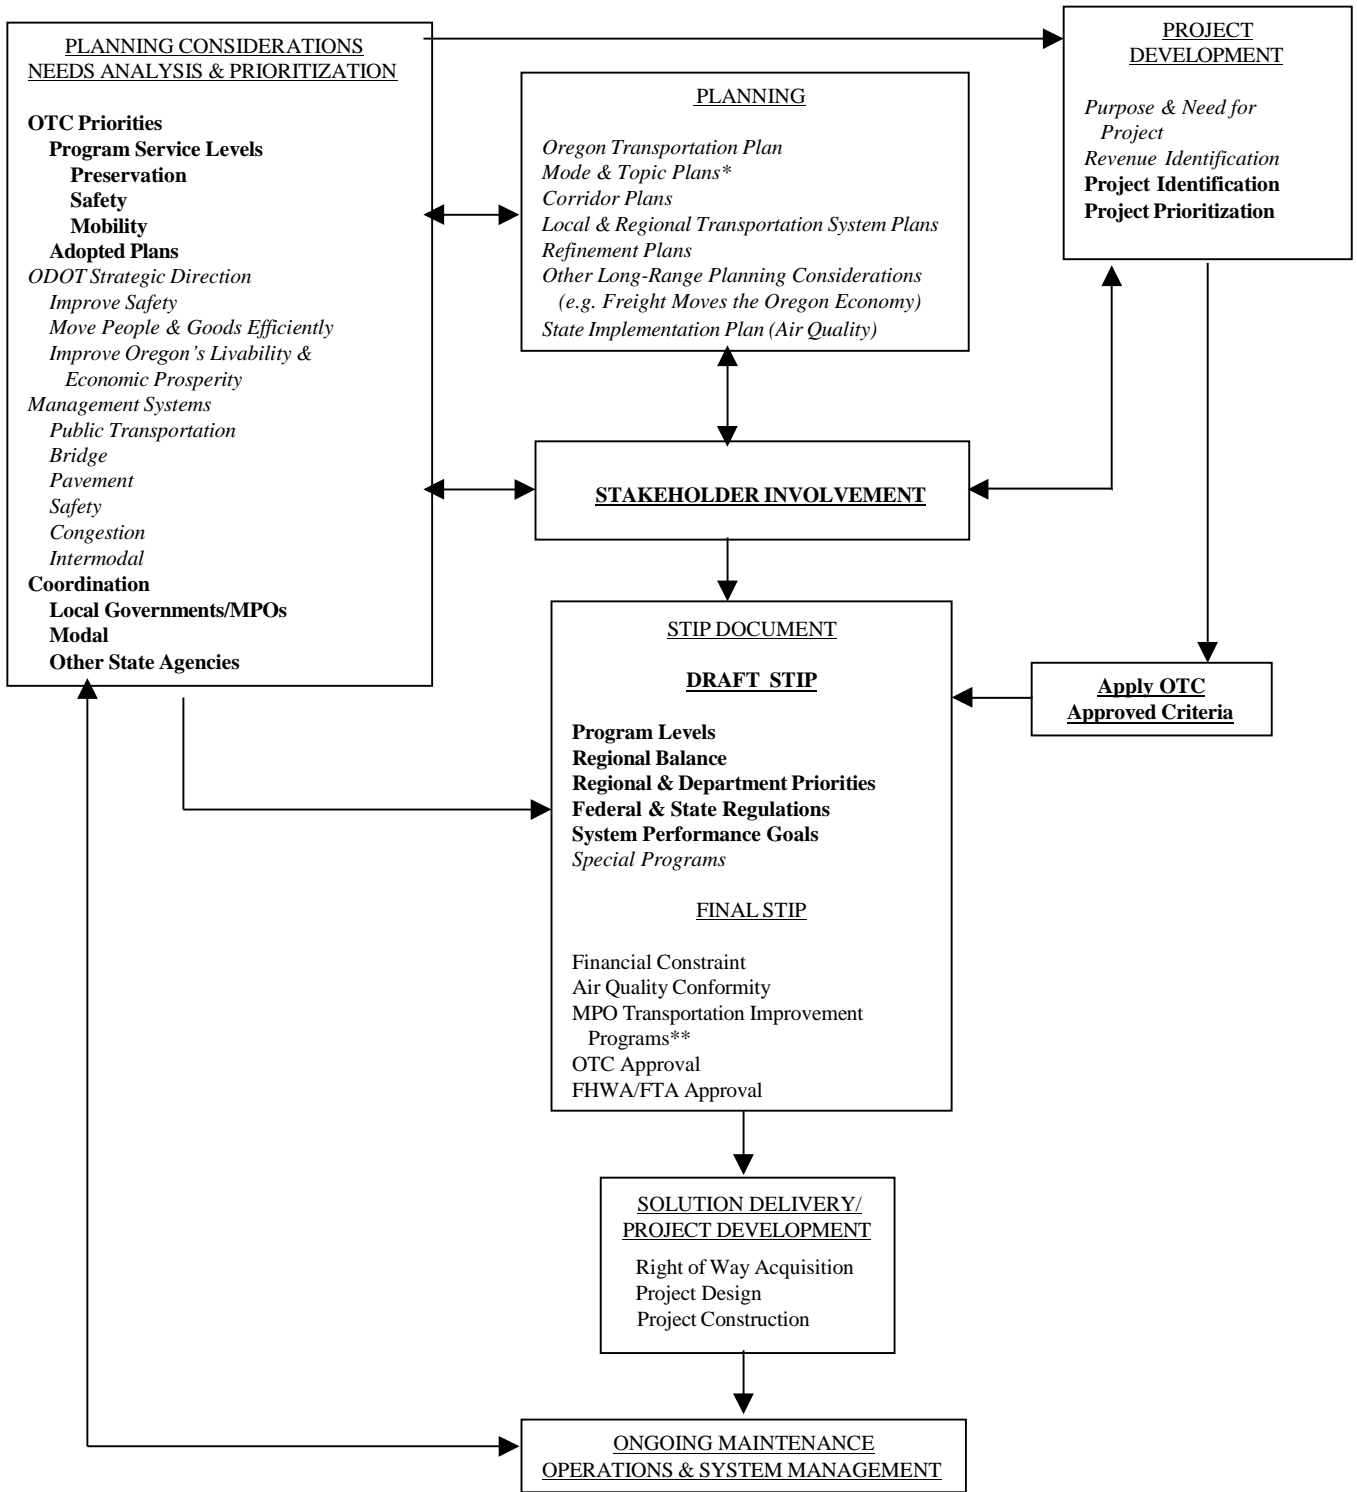 PLANNING CONSIDERATIONS
NEEDS ANALYSIS & PRIORITIZATION
OTC Priorities
Program Service Levels
Preservation
Safety
Mobility
Adopted Plans
ODOT Strategic Direction
Improve Safety
Move People & Goods Efficiently
Improve Oregon's Livability &
Economic Prosperity
Management Systems
Public Transportation
Bridge
Pavement
Safety
Congestion
Intermodal
Coordination
Local Governments/MPOs
Modal
Other State Agencies
PLANNING
Oregon Transportation Plan
Mode & Topic Plans*
Corridor Plans
Local & Regional Transportation System Plans
Refinement Plans
Other Long-Range Planning Considerations
(e.g. Freight Moves the Oregon Economy)
State Implementation Plan (Air Quality)
PROJECT
DEVELOPMENT
Purpose & Need for
Project
Revenue Identification
Project Identification
Project Prioritization
STAKEHOLDER INVOLVEMENT
STIP DOCUMENT
DRAFT STIP
Program Levels
Regional Balance
Regional & Department Priorities
Federal & State Regulations
System Performance Goals
Special Programs
FINAL STIP
Financial Constraint
Air Quality Conformity
MPO Transportation Improvement
Programs**
OTC Approval
FHWA/FTA Approval
Apply OTC
Approved Criteria
SOLUTION DELIVERY/
PROJECT DEVELOPMENT
Right of Way Acquisition
Project Design
Project Construction
ONGOING MAINTENANCE
OPERATIONS & SYSTEM MANAGEMENT